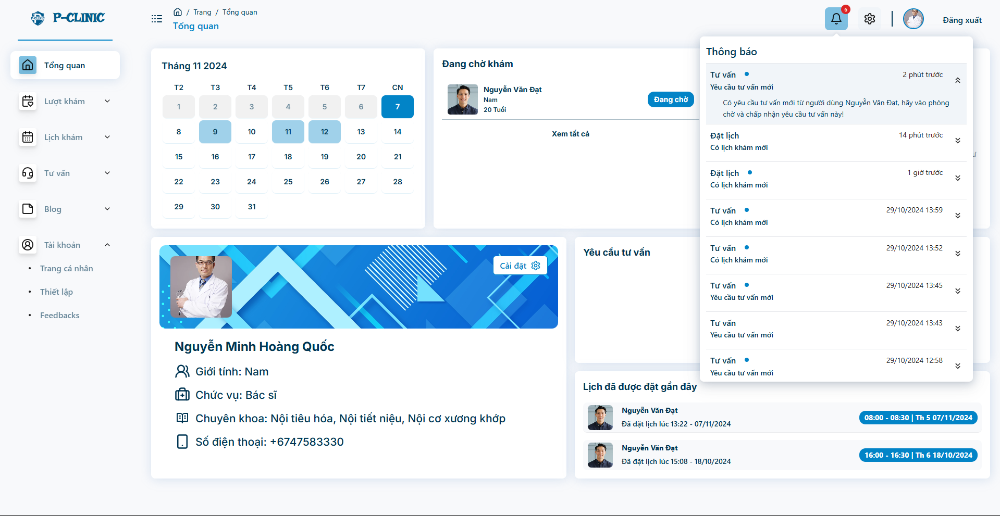 P-CLINIC
Tổng quan
Lượt khám
Lịch khám
Tư vấn
Blog
Tài khoản
Trang cá nhân
Thiết lập
Feedbacks
/ Trang / Tổng quan
Tổng quan
6
Đăng xuất
Tháng 11 2024
T2 T3 T4 T5 T6 T7 CN
1 2 3 4 5 6 7
8 9 10 11 12 13 14
15 16 17 18 19 20 21
22 23 24 25 26 27 28
29 30 31
Đang chờ khám
Nguyễn Văn Đạt
Nam
20 Tuổi
Đang chờ
Xem tất cả
Thông báo
Tư vấn 2 phút trước
Yêu cầu tư vấn mới
Có yêu cầu tư vấn mới từ người dùng Nguyễn Văn Đạt, hãy vào phòng
chờ và chấp nhận yêu cầu tư vấn này!
Đặt lịch 14 phút trước
Có lịch khám mới
Đặt lịch 1 giờ trước
Có lịch khám mới
Tư vấn 29/10/2024 13:59
Có lịch khám mới
Tư vấn 29/10/2024 13:52
Có lịch khám mới
Tư vấn 29/10/2024 13:45
Yêu cầu tư vấn mới
Tư vấn 29/10/2024 13:43
Yêu cầu tư vấn mới
Tư vấn 29/10/2024 12:58
Yêu cầu tư vấn mới
Cài đặt
Nguyễn Minh Hoàng Quốc
Giới tính: Nam
Chức vụ: Bác sĩ
Chuyên khoa: Nội tiêu hóa, Nội tiết niệu, Nội cơ xương khớp
Số điện thoại: +6747583330
Yêu cầu tư vấn
Lịch đã được đặt gần đây
Nguyễn Văn Đạt
Đã đặt lịch lúc 13:22 - 07/11/2024
08:00 - 08:30 | Th 5 07/11/2024
Nguyễn Văn Đạt
Đã đặt lịch lúc 15:08 - 18/10/2024
16:00 - 16:30 | Th 6 18/10/2024